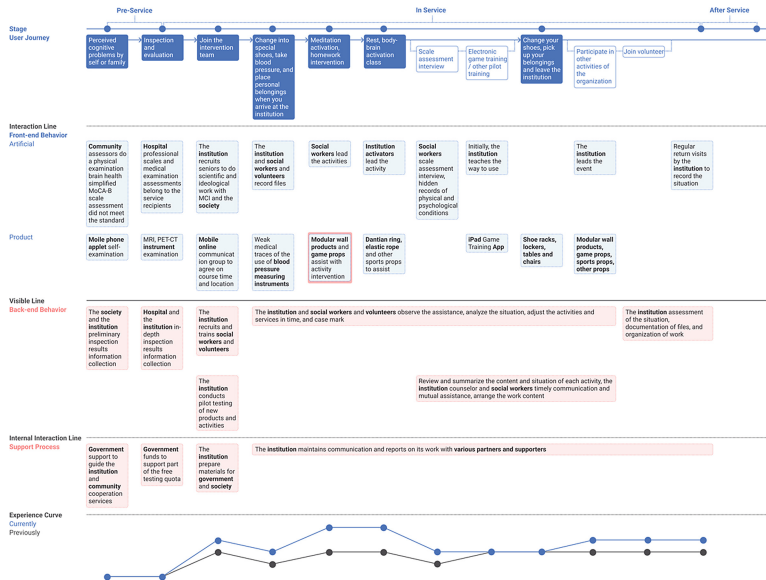 Pre-Service
In Service
After Service
Stage
User Journey
Perceived
cognitive
problems by
self or family
Inspection
and
evaluation
Join the
intervention
team
Change into
special
shoes, take
blood
pressure, and
place
personal
belongings
when you
arrive at the
institution
Meditation
activation,
homework
intervention
Rest, body-
brain
activation
class
Scale
assessment
interview
Electronic
game training
/ other pilot
training
Change your
shoes, pick
up your
belongings
and leave the
institution
Participate in
other
activities of
the
organization
Join volunteer
Interaction Line
Front-end Behavior
Artificial
Community
assessors do
a physical
examination
brain health
simplified
MoCA-B
scale
assessment
did not meet
the standard
Hospital
professional
scales and
medical
examination
assessments
belong to the
service
recipients
The
institution
recruits
seniors to do
scientific and
ideological
work with
MCI and the
society
The
institution
and social
workers and
volunteers
record files
Social
workers lead
the activities
Institution
activators
lead the
activity
Social
workers
scale
assessment
interview,
hidden
records of
physical and
psychological
conditions
Initially, the
institution
teaches the
way to use
The
institution
leads the
event
Regular
return visits
by the
institution to
record the
situation
Product
Moile phone
applet self-
examination
MRI, PET-CT
instrument
examination
Mobile
online
communicat
ion group to
agree on
course time
and location
Weak
medical
traces of the
use of blood
pressure
measuring
instruments
Modular wall
products and
game props
assist with
activity
intervention
Dantian ring,
elastic rope
and other
sports props
to assist
iPad Game
Training App
Shoe racks,
lockers,
tables and
chairs
Modular wall
products,
game props,
sports props,
other props
Visible Line
Back-end Behavior
The society
and the
institution
preliminary
inspection
results
information
collection
Hospital and
the
institution in-
depth
inspection
results
information
collection
The
institution
recruits and
trains social
workers and
volunteers
The institution and social workers and volunteers observe the assistance, analyze the situation, adjust the activities and
services in time, and case mark
The institution assessment
of the situation,
documentation of files, and
organization of work
The
institution
conducts
pilot testing
of new
products and
activities
Review and summarize the content and situation of each activity, the
institution counselor and social workers timely communication and
mutual assistance, arrange the work content
Internal Interaction Line
Support Process
Government
support to
guide the
institution
and
community
cooperation
services
Government
funds to
support part
of the free
testing quota
The
institution
prepare
materials for
government
and society
The institution maintains communication and reports on its work with various partners and supporters
Experience Curve
Currently
Previously